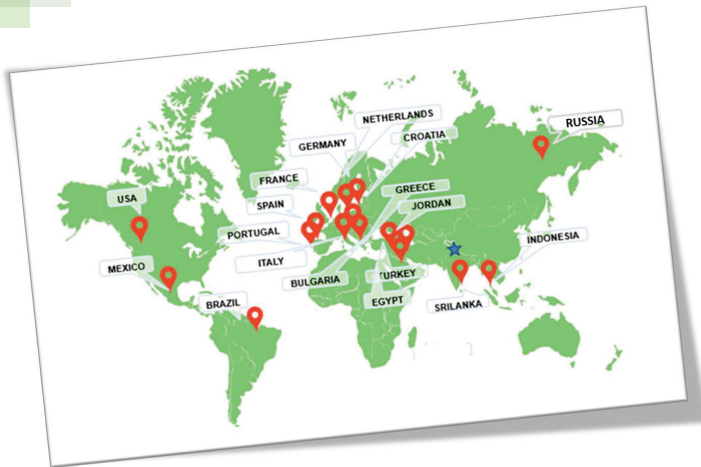 NETHERLANDS
RUSSIA
CROATIA
GERMANY
FRANCE
GREECE
USA
SPAIN
JORDAN
PORTUGAL
INDONESIA
ITALY
MEXICO
BULGARIA
TURKEY
BRAZIL
EGYPT
SRILANKA